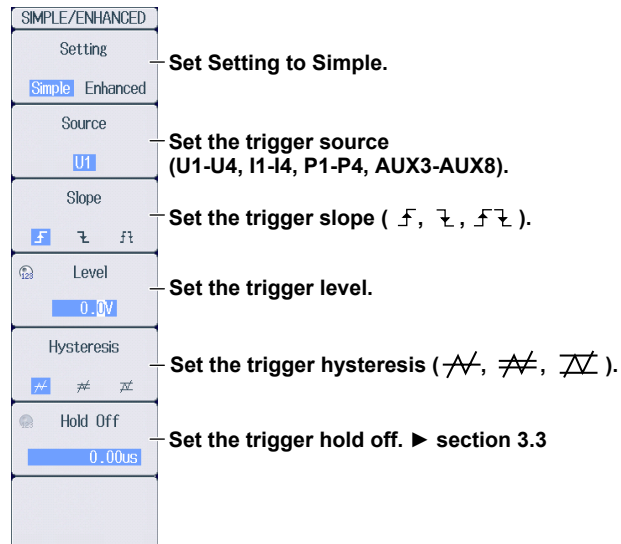 SIMPLE/ENHANCED
Setting
Simple Enhanced
Set Setting to Simple.
Source
U1
Set the trigger source
(U1-U4, I1-I4, P1-P4, AUX3-AUX8).
Slope
Set the trigger slope ( , , ).
123
Level
0.0V
Set the trigger level.
Hysteresis
Set the trigger hysteresis ( , , ).
Hold Off
0.00us
Set the trigger hold off. ► section 3.3